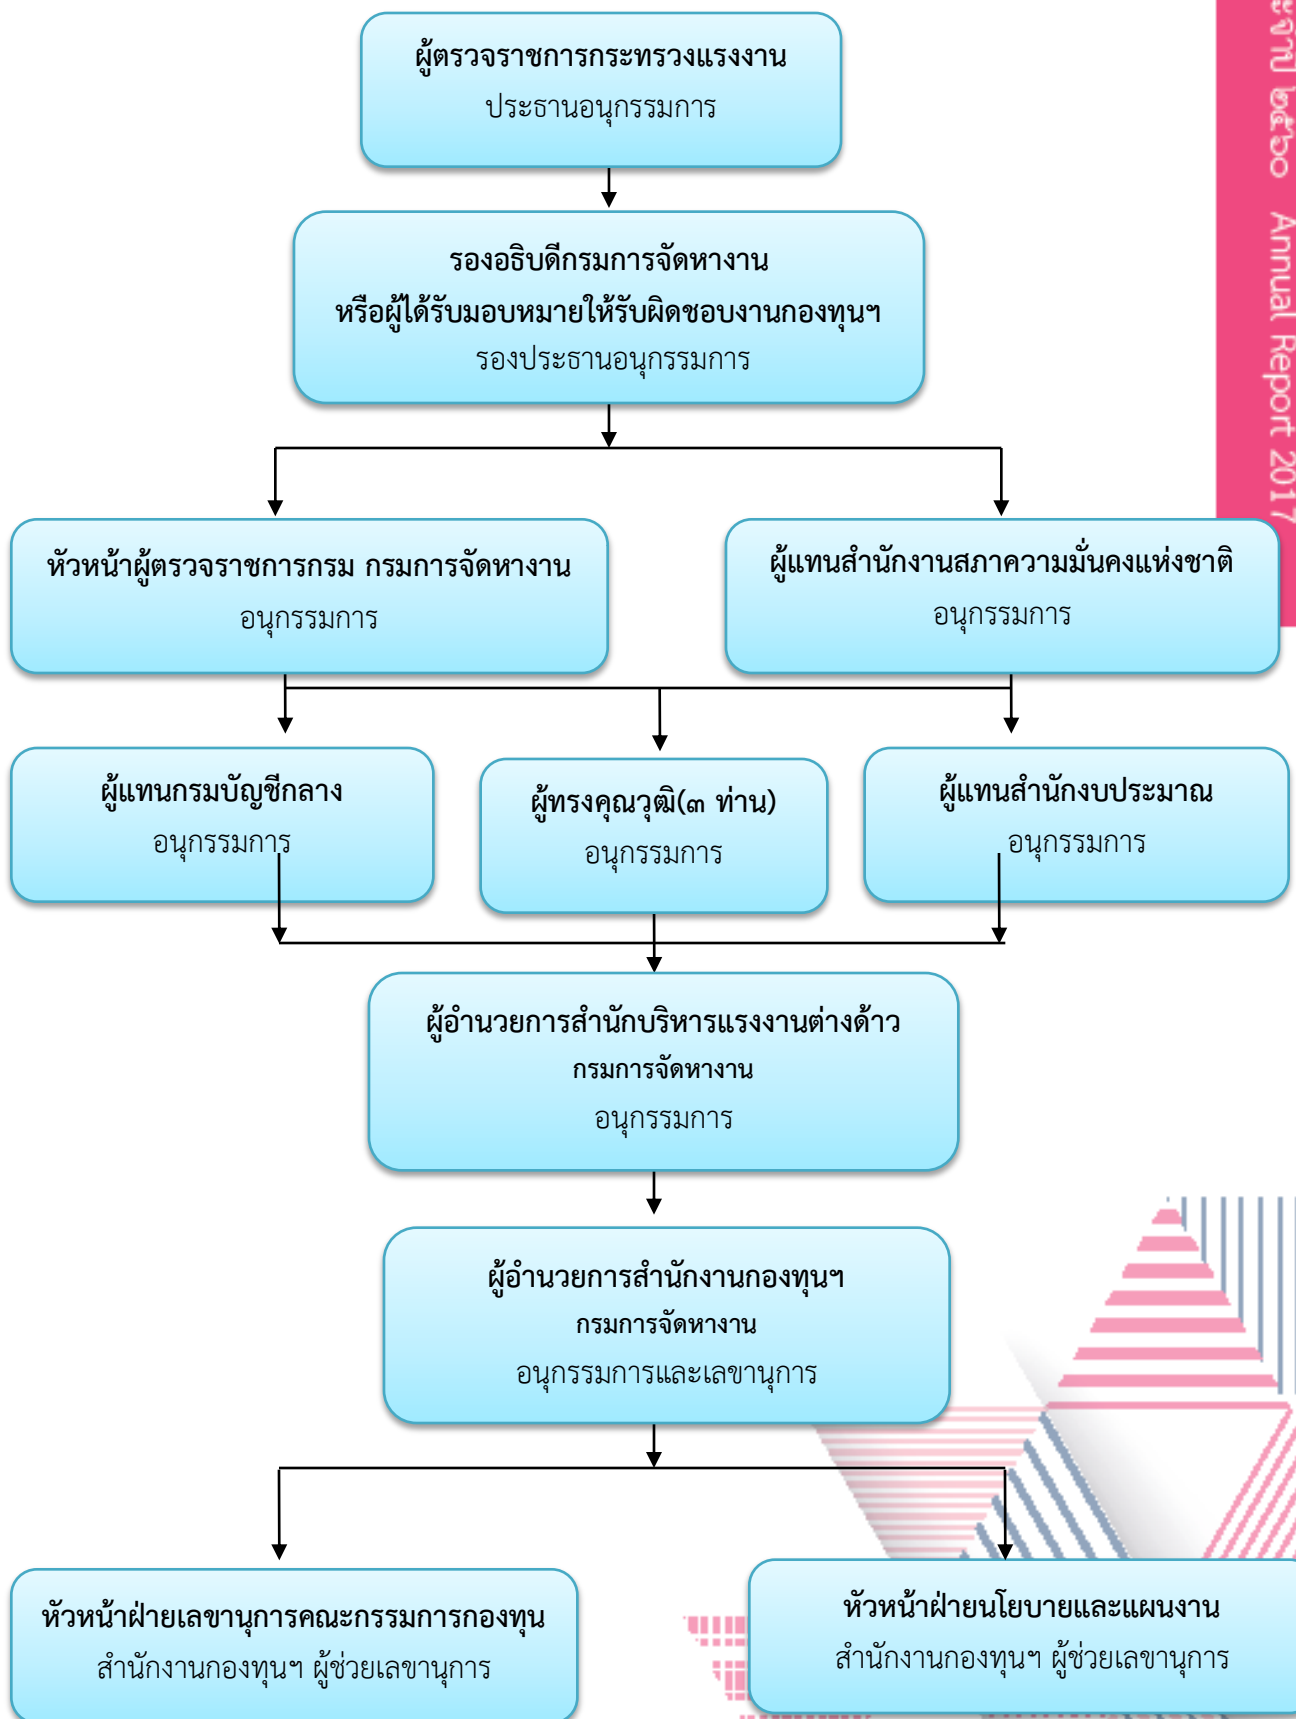 ผู้ตรวจราชการกระทรวงแรงงาน
ประธานอนุกรรมการ
รองอธิบดีกรมการจัดหางาน
หรือผู้ได้รับมอบหมายให้รับผิดชอบงานกองทุนฯ
รองประธานอนุกรรมการ
หัวหน้าผู้ตรวจราชการกรม กรมการจัดหางาน
อนุกรรมการ
ผู้แทนสำนักงานสภาความมั่นคงแห่งชาติ
อนุกรรมการ
ผู้แทนกรมบัญชีกลาง
อนุกรรมการ
ผู้ทรงคุณวุฒิ(๓ ท่าน)
อนุกรรมการ
ผู้แทนสำนักงบประมาณ
อนุกรรมการ
ผู้อำนวยการสำนักบริหารแรงงานต่างด้าว
กรมการจัดหางาน
อนุกรรมการ
ผู้อำนวยการสำนักงานกองทุนฯ
กรมการจัดหางาน
อนุกรรมการและเลขานุการ
หัวหน้าฝ่ายเลขานุการคณะกรรมการกองทุน
สำนักงานกองทุนฯ ผู้ช่วยเลขานุการ
หัวหน้าฝ่ายนโยบายและแผนงาน
สำนักงานกองทุนฯ ผู้ช่วยเลขานุการ
๒๕๖๐ Annual Report 2017